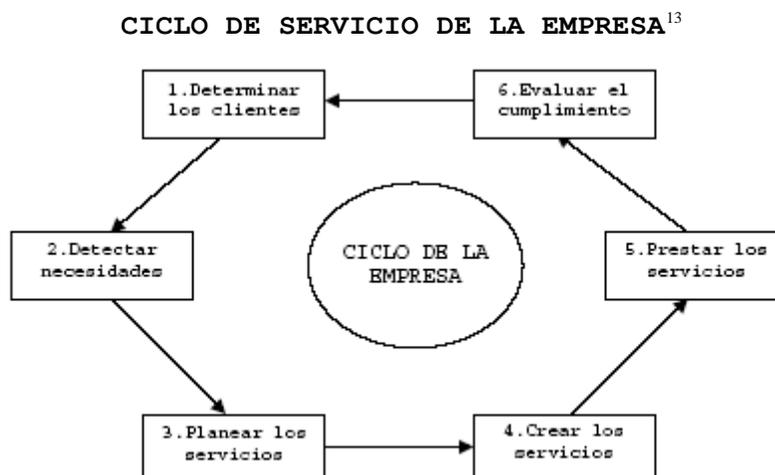 CICLO DE SERVICIO DE LA EMPRESA13
1.Determinar
los clientes
6.Evaluar el
cumplimiento
2.Detectar
necesidades
CICLO DE LA
EMPRESA
5.Prestar los
servicios
3.Planear los
servicios
4.Crear los
servicios